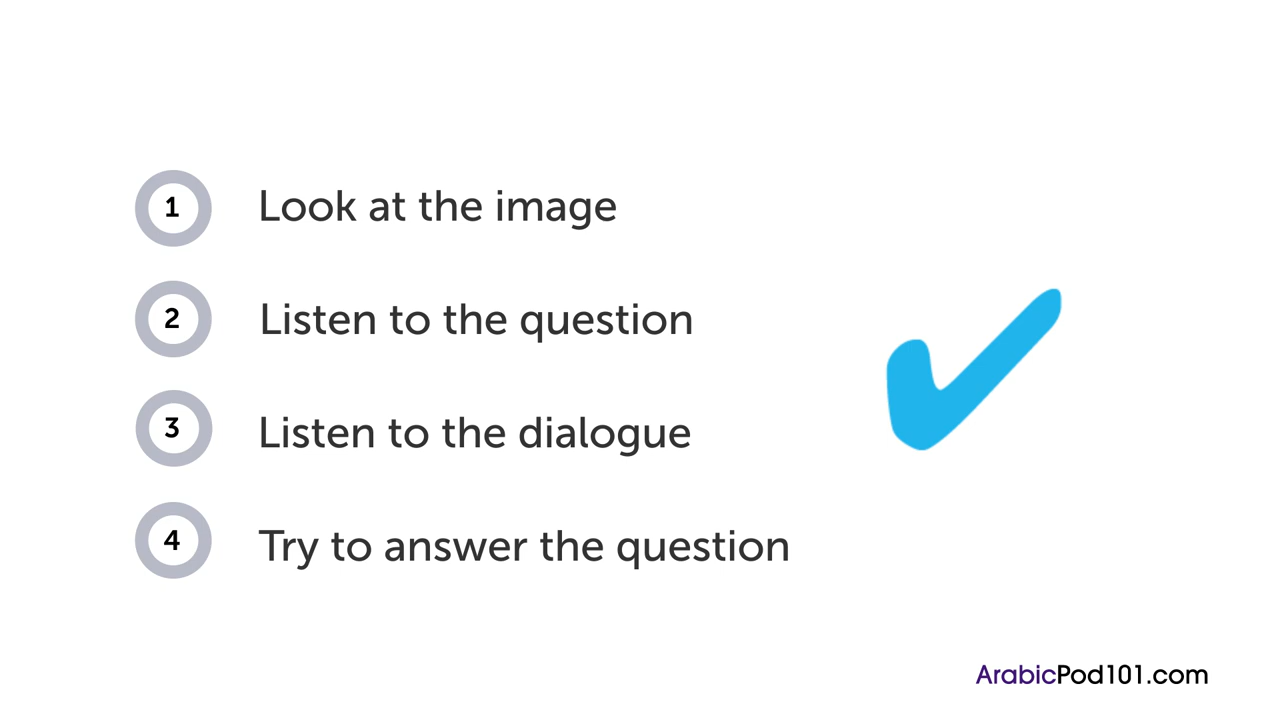 1 Look at the image
2 Listen to the question
3 Listen to the dialogue
4 Try to answer the question
ArabicPod101.com